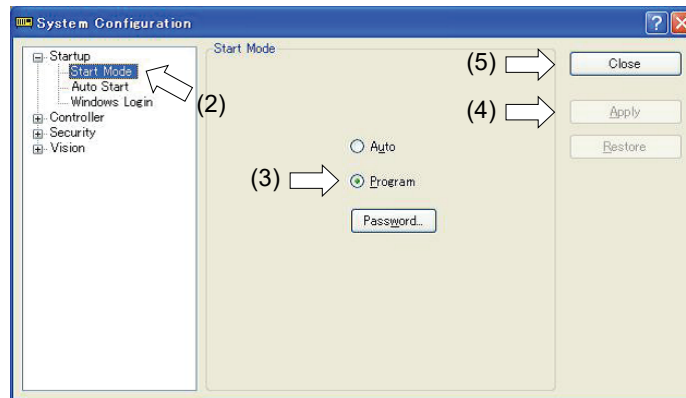 System Configuration
Startup
Start Mode
Auto Start
Windows Login
Controller
Security
Vision
(2)
Start Mode
Auto
(3)
Program
Password...
(5)
Close
(4)
Apply
Restore